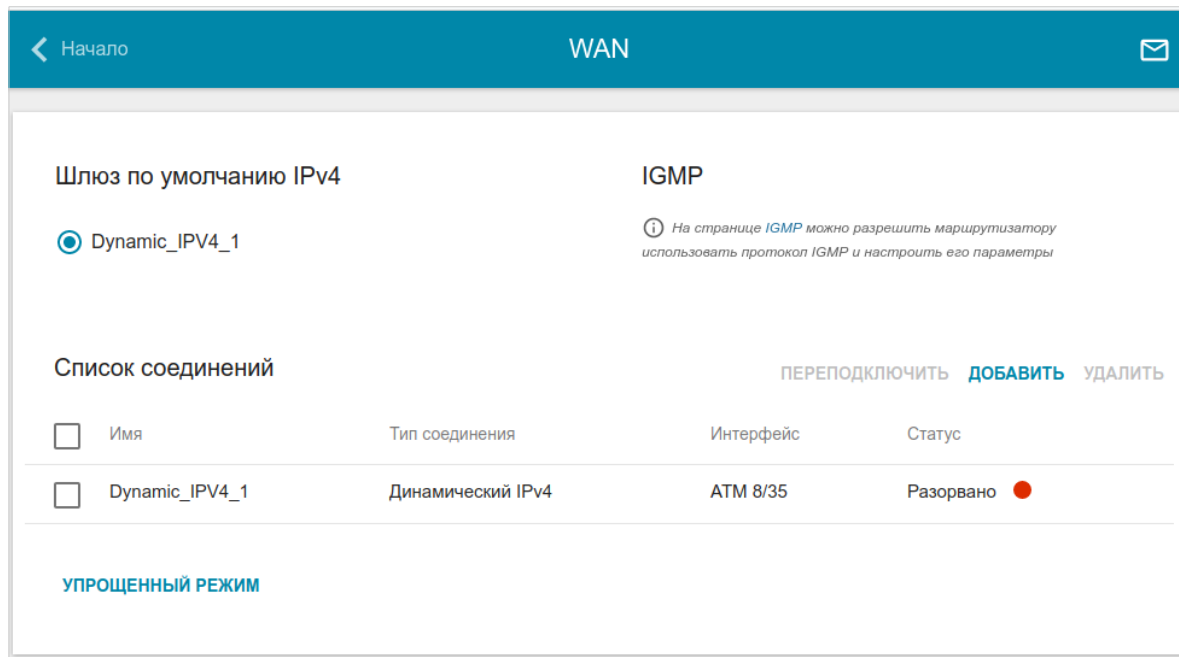 Начало
WAN
Шлюз по умолчанию IPv4
Dynamic_IPV4_1
IGMP
На странице IGMP можно разрешить маршрутизатору
использовать протокол IGMP и настроить его параметры
Список соединений
ПЕРЕПОДКЛЮЧИТЬ ДОБАВИТЬ УДАЛИТЬ
Имя Тип соединения Интерфейс Статус
Dynamic_IPV4_1 Динамический IPv4 ATM 8/35 Разорвано
УПРОЩЕННЫЙ РЕЖИМ